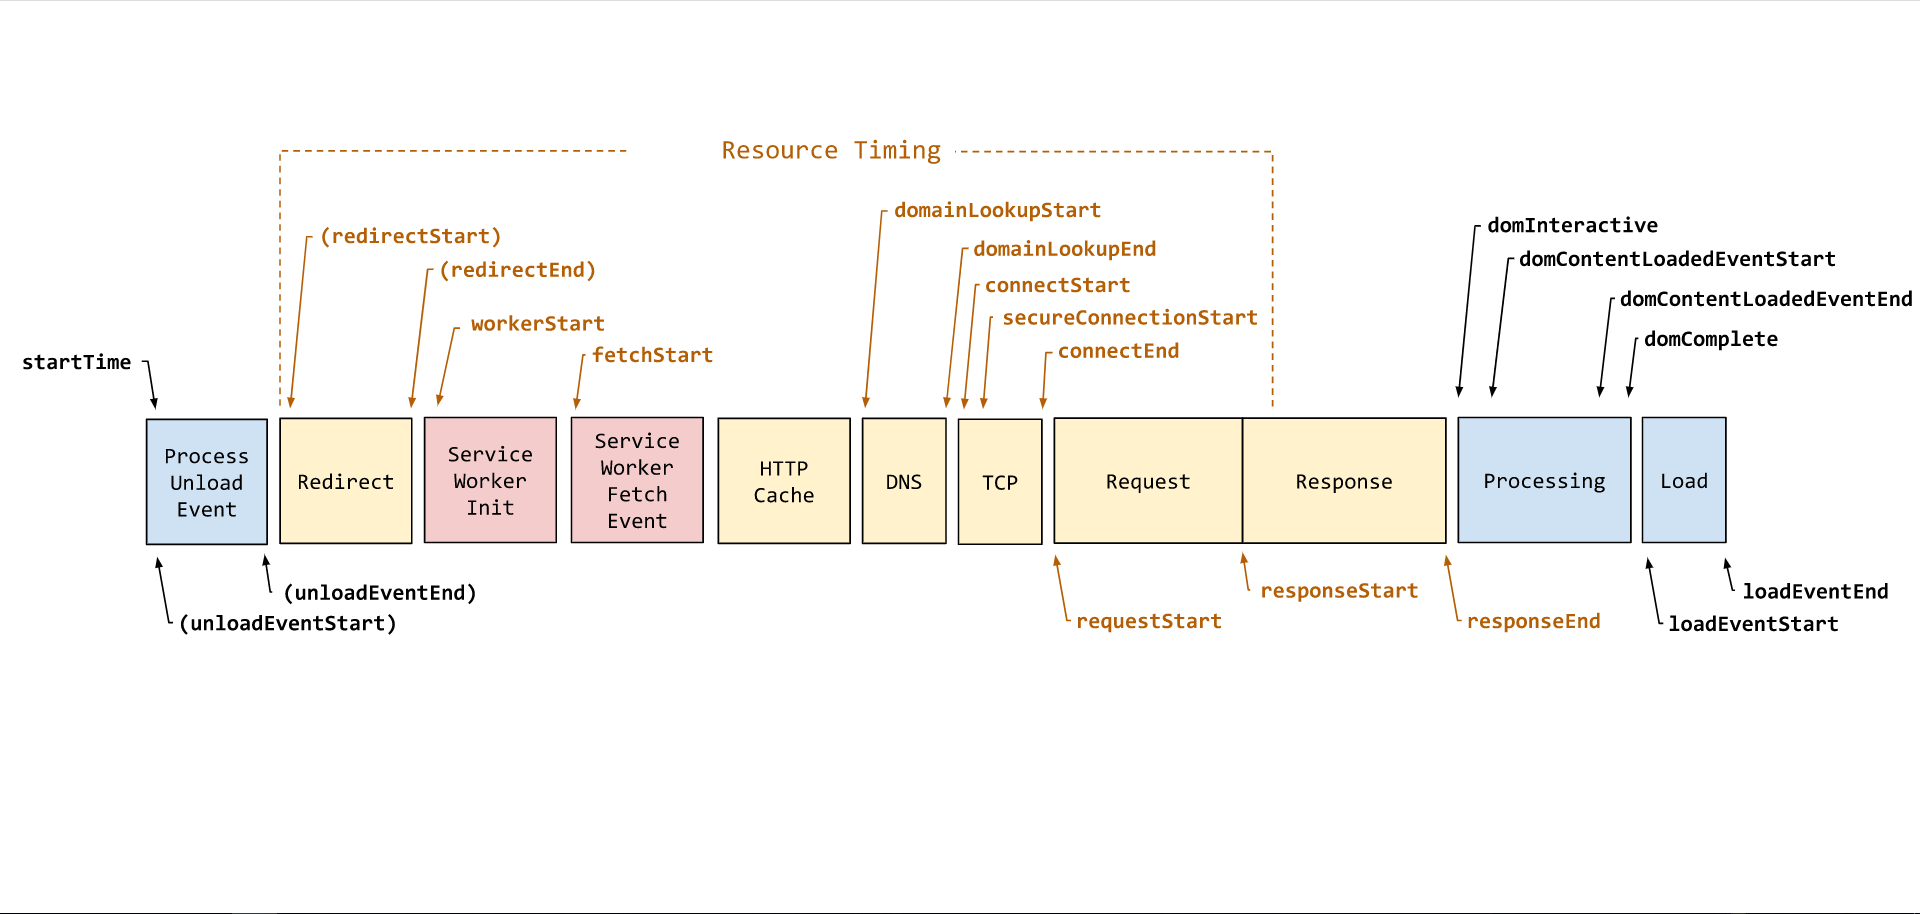 Resource Timing
domainLookupStart
(redirectStart)
domInteractive
domainLookupEnd
domContentLoadedEventStart
(redirectEnd)
connectStart
domContentLoadedEventEnd
secureConnectionStart
workerStart
domComplete
connectEnd
fetchStart
startTime
Process
Unload
Event
Redirect
Service
Worker
Init
Service
Worker
Fetch
Event
HTTP
Cache
DNS
TCP
Request
Response
Processing
Load
(unloadEventEnd)
responseStart
loadEventEnd
(unloadEventStart)
requestStart
responseEnd
loadEventStart